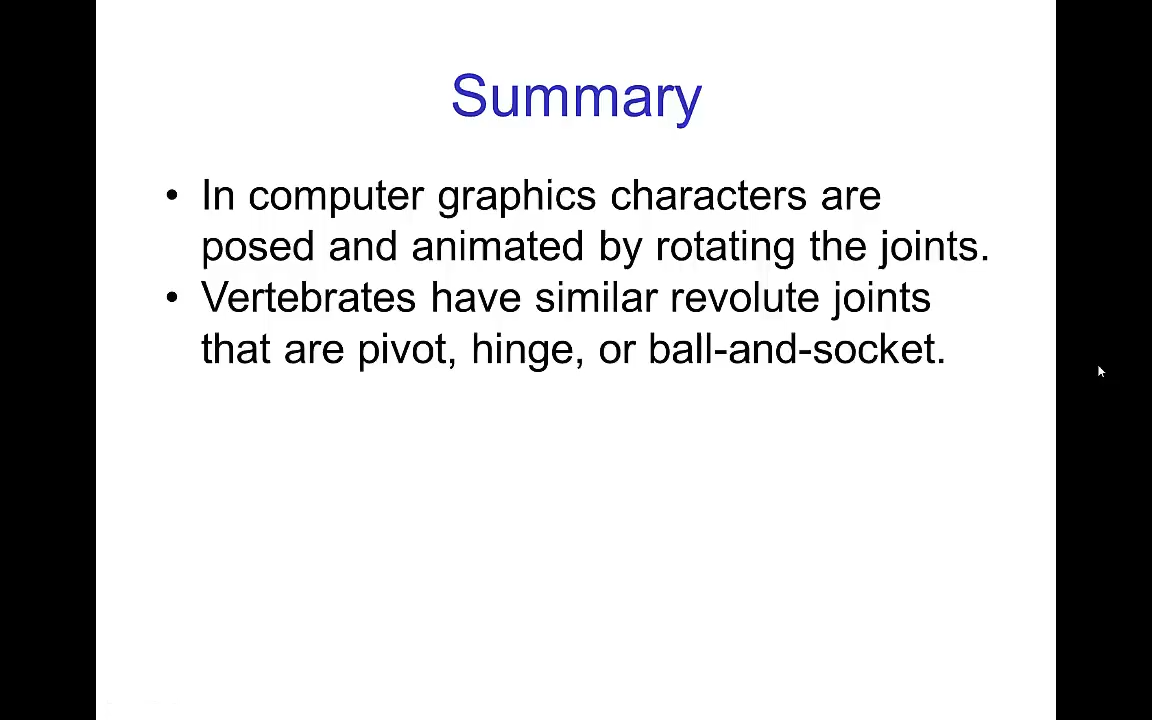 Summary
• In computer graphics characters are
posed and animated by rotating the joints.
• Vertebrates have similar revolute joints
that are pivot, hinge, or ball-and-socket.